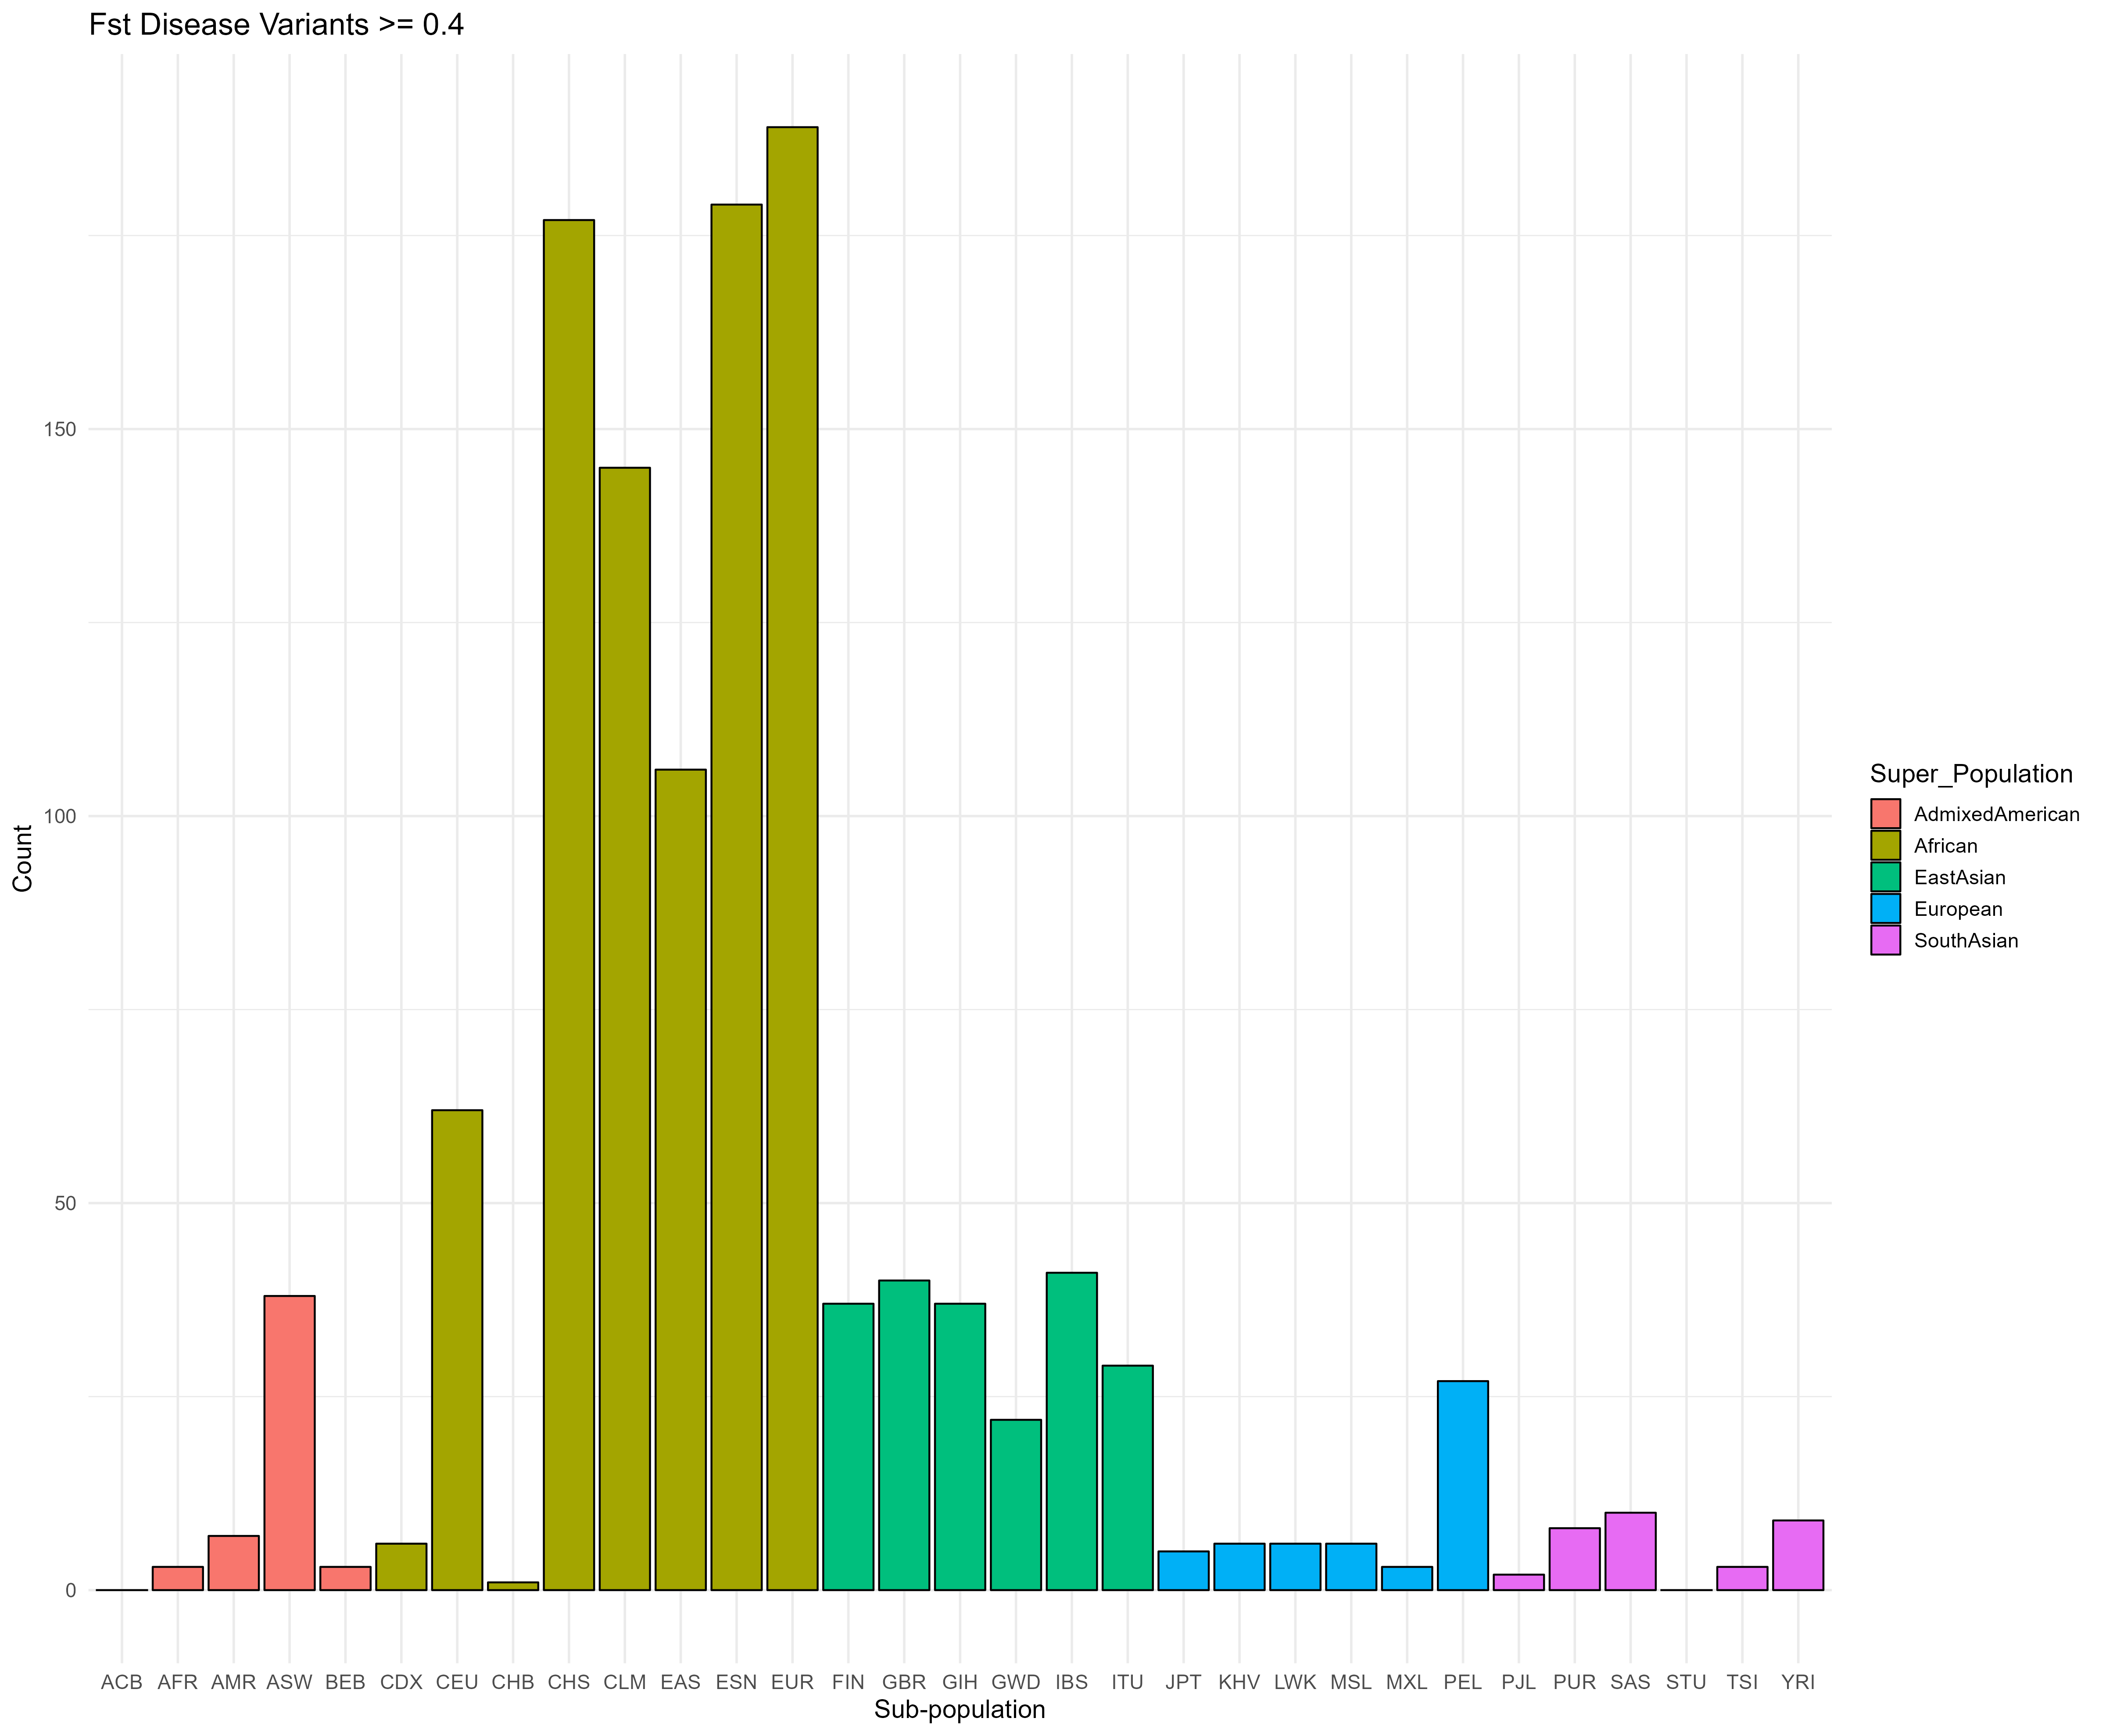 Fst Disease Variants >= 0.4
Count
150
100
50
0
ACB AFR AMR ASW BEB CDX CEU CHB CHS CLM EAS ESN EUR FIN GBR GIH GWD IBS ITU JPT KHV LWK MSL MXL PEL PJL PUR SAS STU TSI YRI
Sub-population
Super_Population
AdmixedAmerican
African
EastAsian
European
SouthAsian